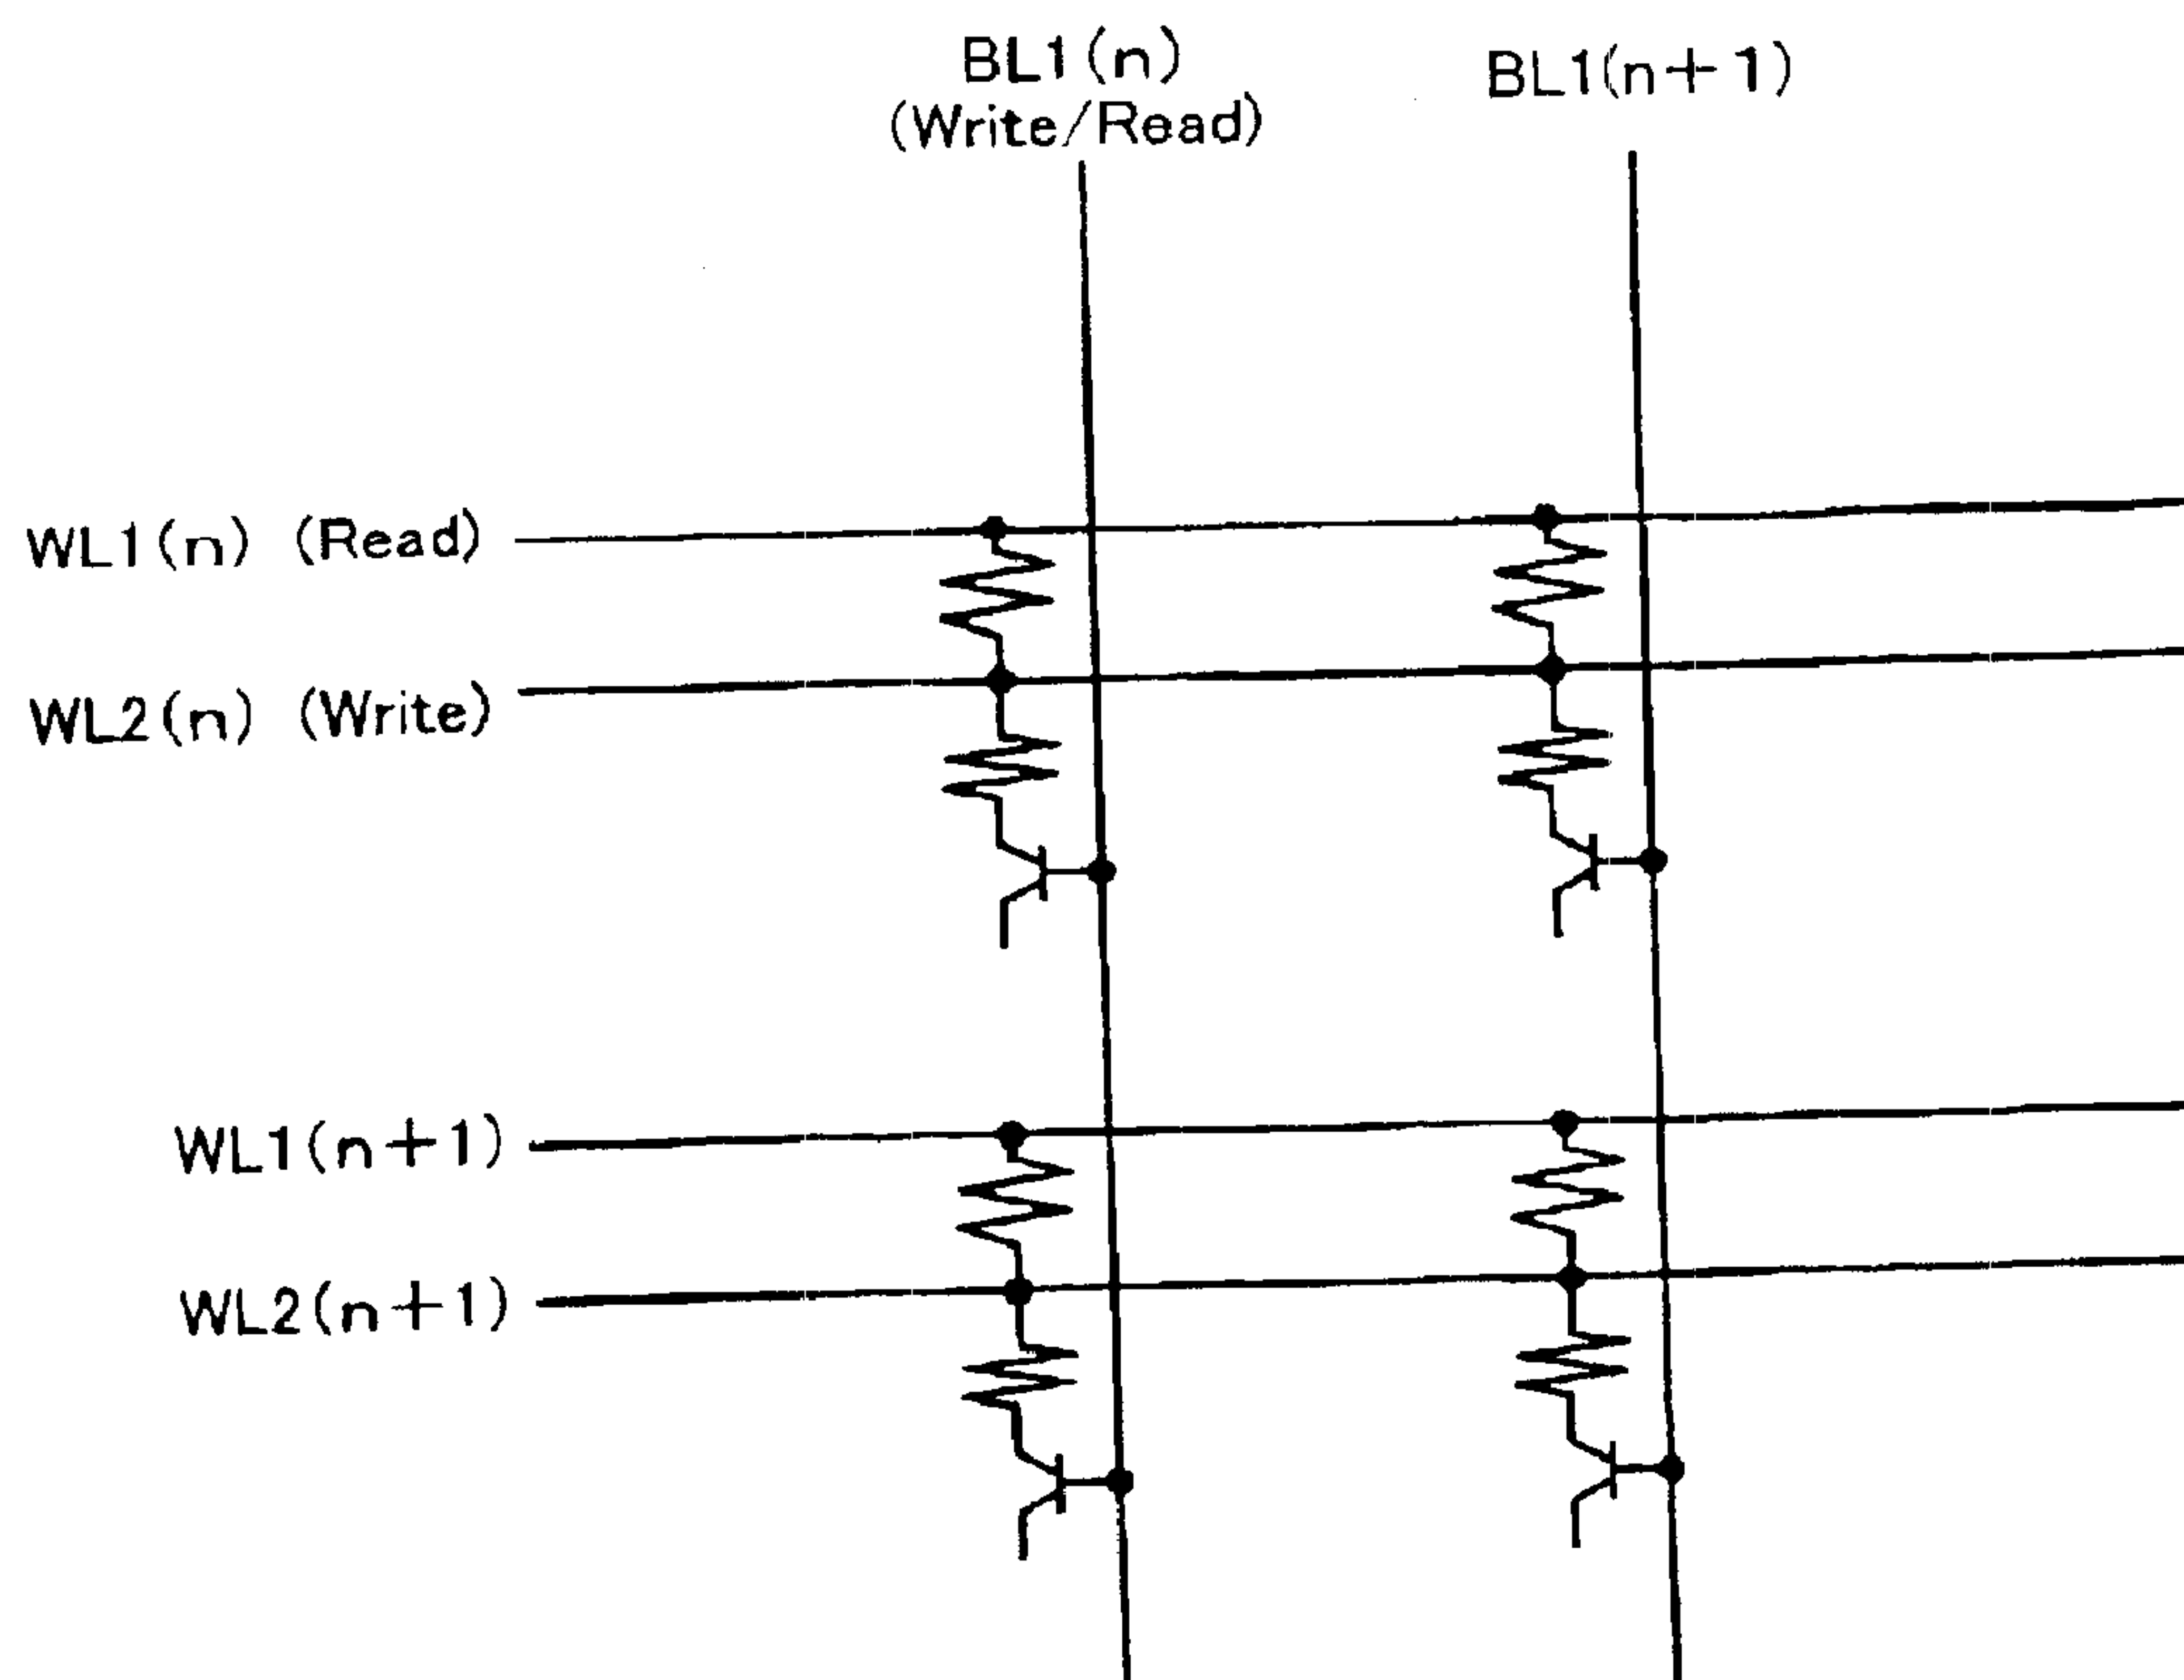 BL1(n)
(Write/Read)
BL1(n+1)
WL1(n) (Read)
WL2(n) (Write)
WL1(n+1)
WL2(n+1)